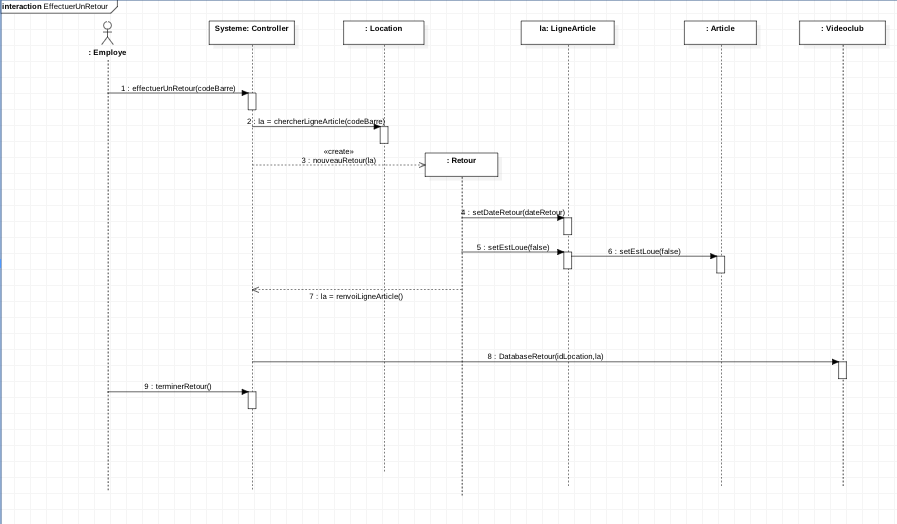 interaction EffectuerUnRetour
: Employe
Systeme: Controller
: Location
la: LigneArticle
: Article
: Videoclub
1 : effectuerUnRetour(codeBarre)
2 : la = chercherLigneArticle(codeBarre)
«create»
3 : nouveauRetour(la)
: Retour
4 : setDateRetour(dateRetour)
5 : setEstLoue(false)
6 : setEstLoue(false)
7 : la = renvoiLigneArticle()
8 : DatabaseRetour(idLocation,la)
9 : terminerRetour()